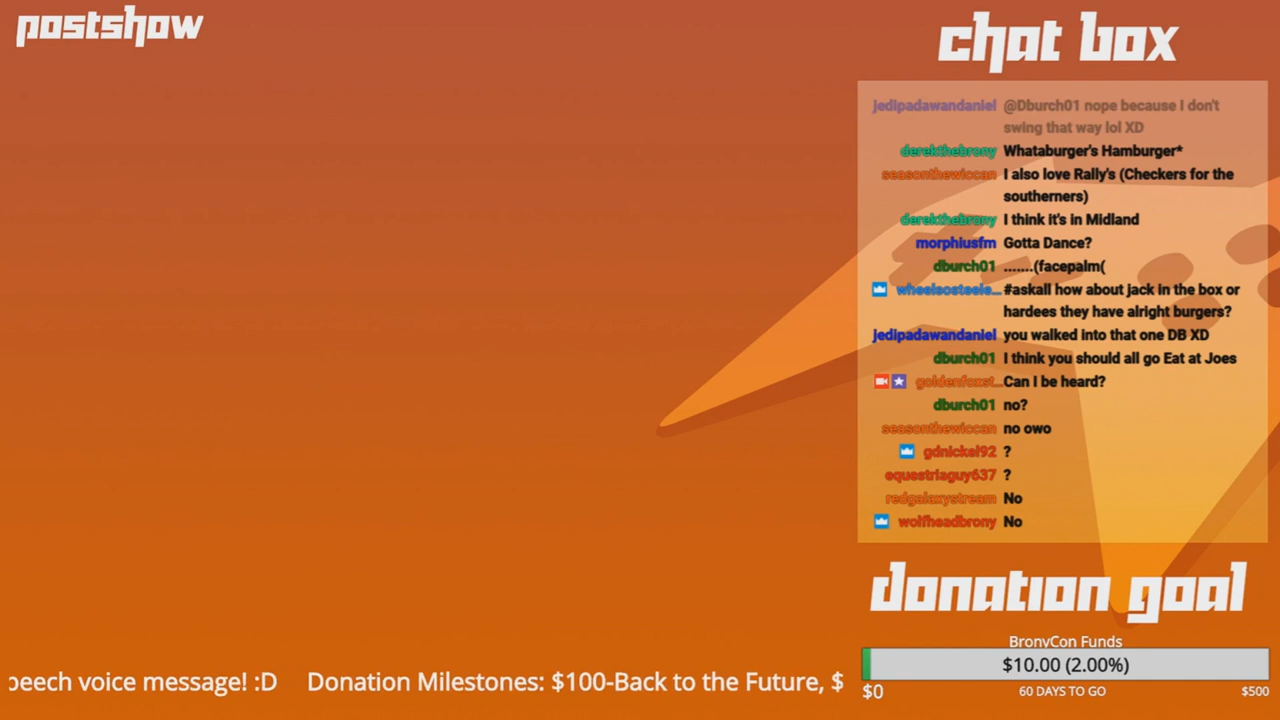 postshow
chat box
jedipadawandaniel @Dburch01 nope because I don't
swing that way lol XD
derekthebrony Whataburger's Hamburger*
seasonthewiccan I also love Rally's (Checkers for the
southerners)
derekthebrony I think it's in Midland
morphiusfm Gotta Dance?
dburch01 .......(facepalm(
wheelsosteele... #askall how about jack in the box or
hardees they have alright burgers?
jedipadawandaniel you walked into that one DB XD
dburch01 I think you should all go Eat at Joes
goldenfoxst... Can I be heard?
dburch01 no?
seasonthewiccan no owo
gdnickel92 ?
equestriaguy637 ?
redgalaxystream No
wolfheadbrony No
donation goal
BronyCon Funds
$10.00 (2.00%)
$0 60 DAYS TO GO $500
peech voice message! :D Donation Milestones: $100-Back to the Future, $